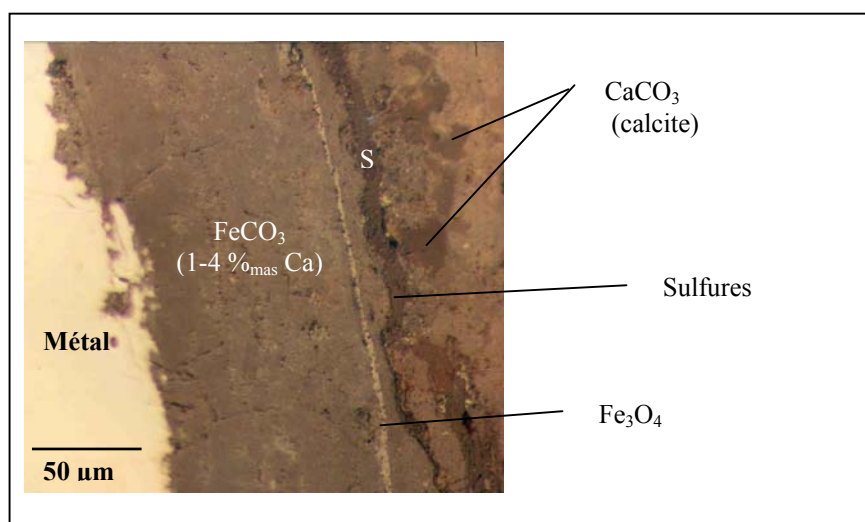 CaCO₃
(calcite)
S
FeCO₃
(1-4 %mas Ca)
Sulfures
Métal
Fe₃O₄
50 µm